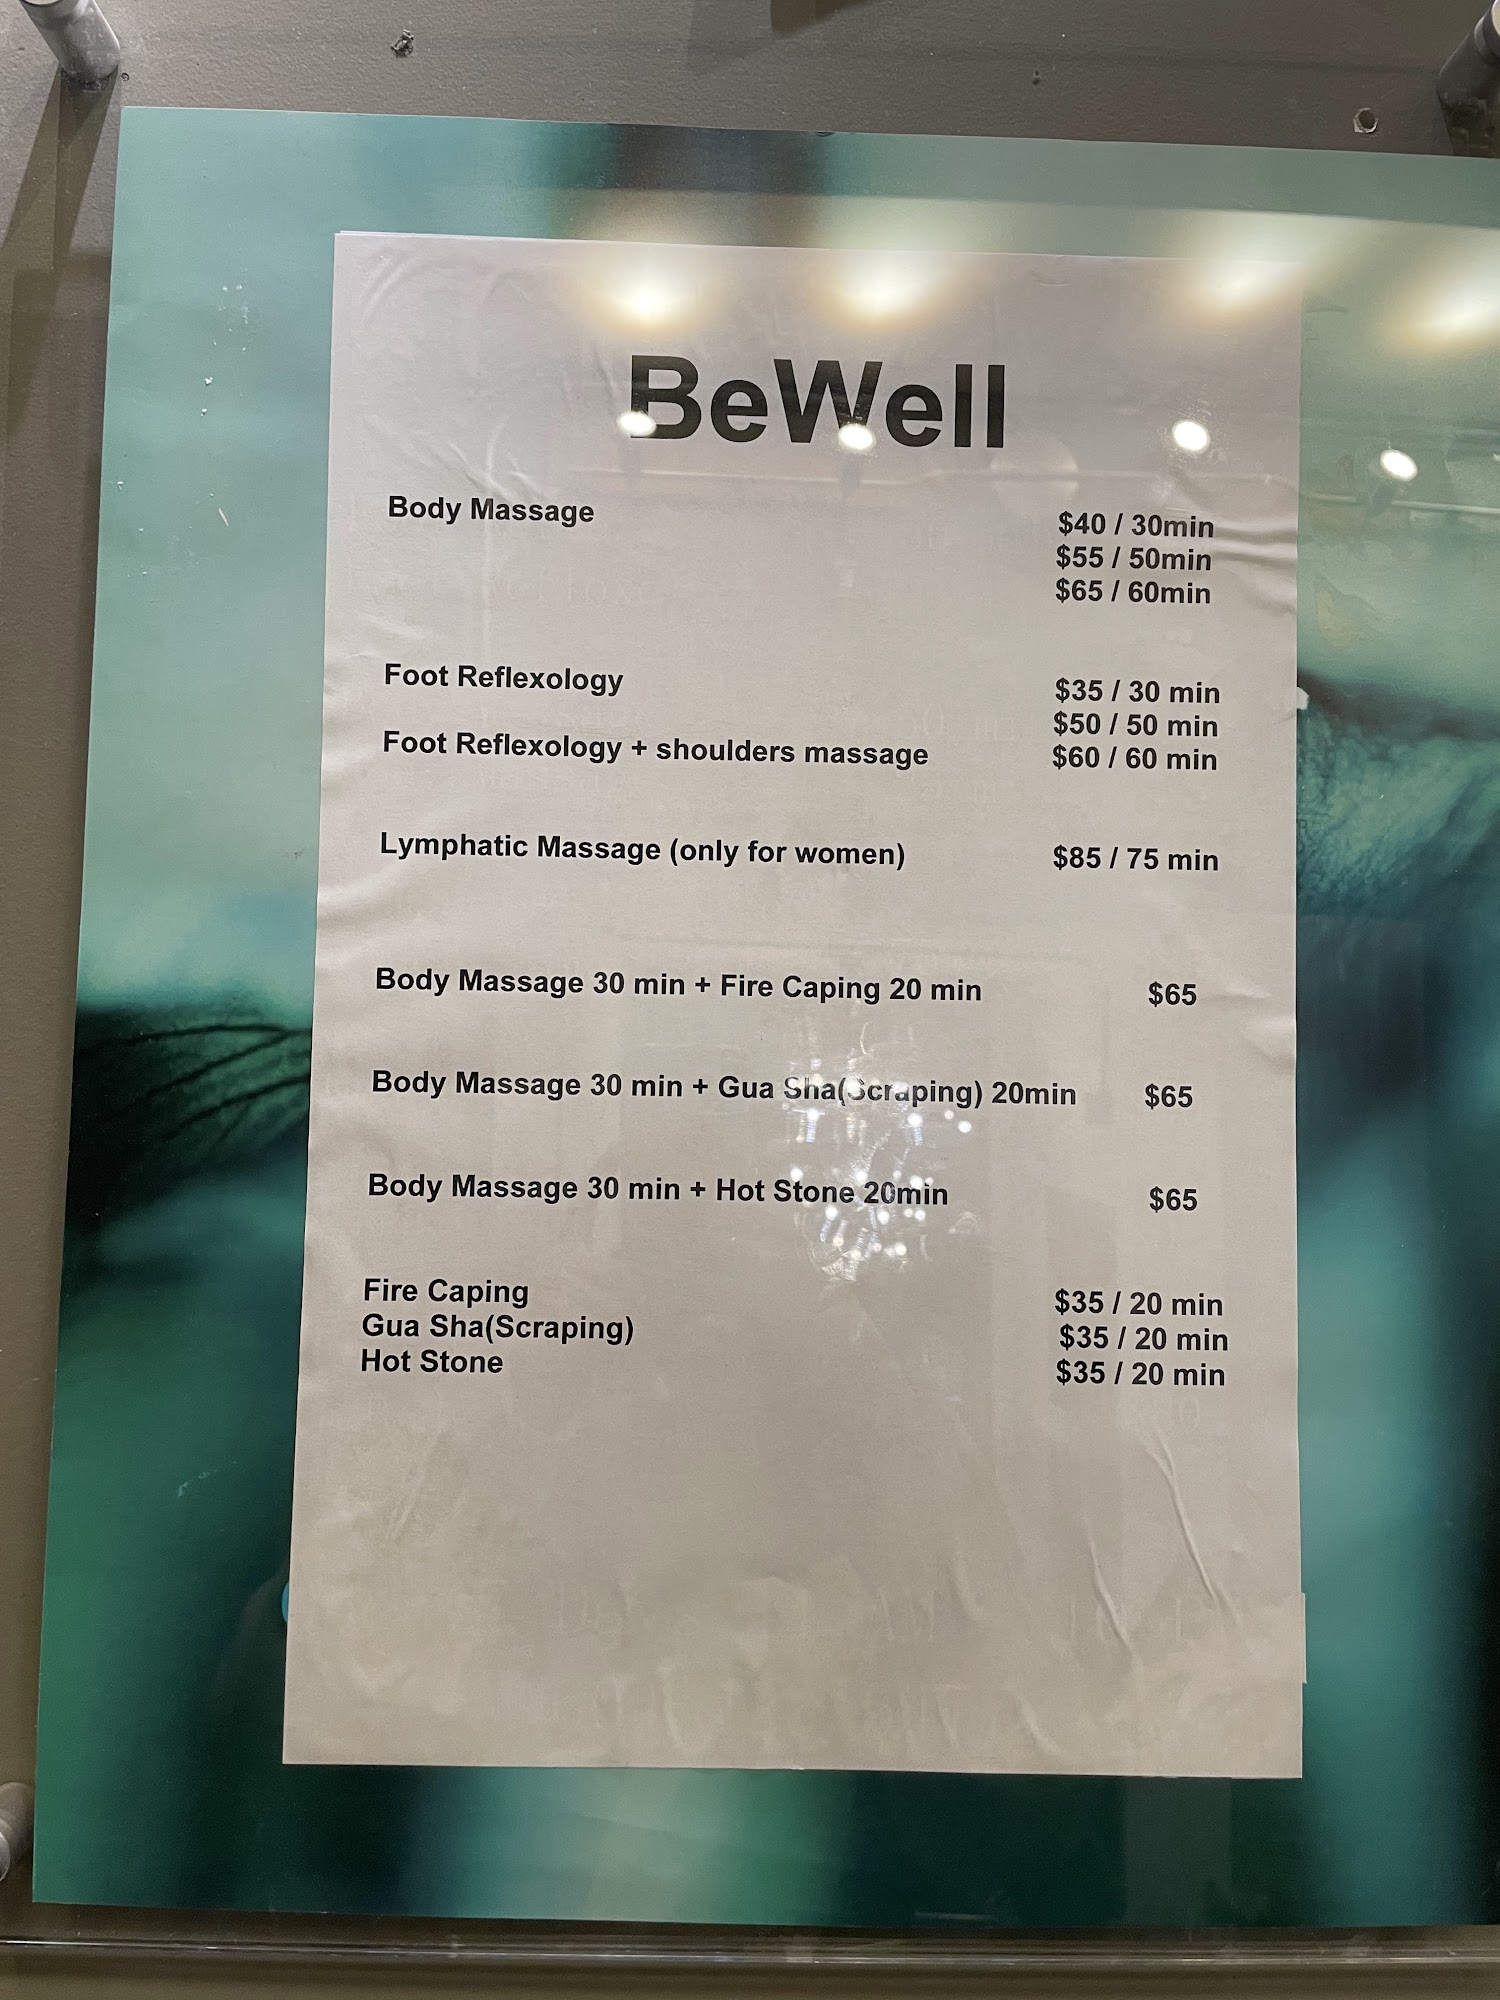 BeWell
Body Massage
$40 / 30min
$55 / 50min
$65 / 60min
Foot Reflexology
$35 / 30 min
$50 / 50 min
Foot Reflexology + shoulders massage $60 / 60 min
Lymphatic Massage (only for women) $85 / 75 min
Body Massage 30 min + Fire Caping 20 min $65
Body Massage 30 min + Gua Sha(Scraping) 20min $65
Body Massage 30 min + Hot Stone 20min $65
Fire Caping $35 / 20 min
Gua Sha(Scraping) $35 / 20 min
Hot Stone $35 / 20 min